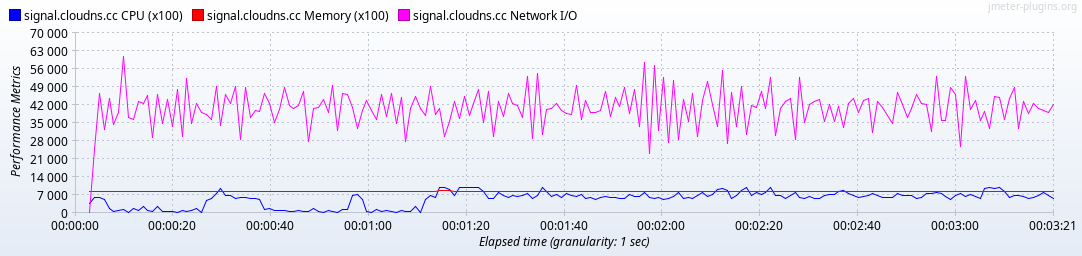 jmeter-plugins.org
signal.cloudns.cc CPU (x100) signal.cloudns.cc Memory (x100) signal.cloudns.cc Network I/O
Performance Metrics
70 000
63 000
56 000
49 000
42 000
35 000
28 000
21 000
14 000
7 000
0
00:00:00 00:00:20 00:00:40 00:01:00 00:01:20 00:01:40 00:02:00 00:02:20 00:02:40 00:03:00 00:03:21
Elapsed time (granularity: 1 sec)